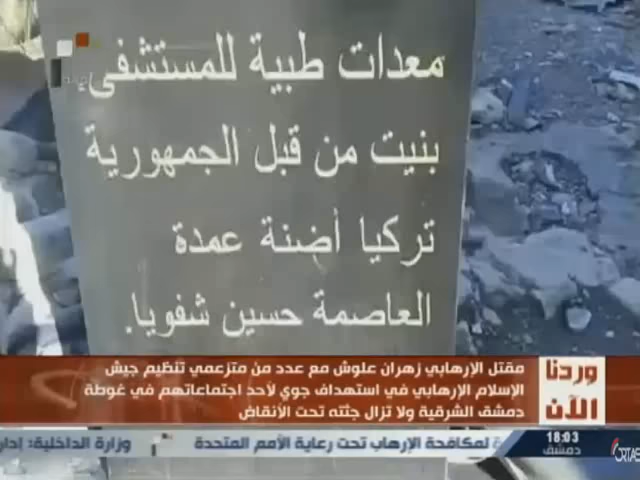 معدات طبية للمستشفى.
بنيت من قبل الجمهورية
تركيا أضنة عمدة
العاصمة حسين شفويا.
وردنا
الآن
مقتل الإرهابي زهران علوش مع عدد من متزعمي تنظيم جيش
الإسلام الإرهابي في استهداف جوي لأحد اجتماعاتهم في غوطة
دمشق الشرقية ولا تزال جثته تحت الأنقاض
18:03
دمشق
لمكافحة الإرهاب تحت رعاية الأمم المتحدة
وزارة الداخلية: